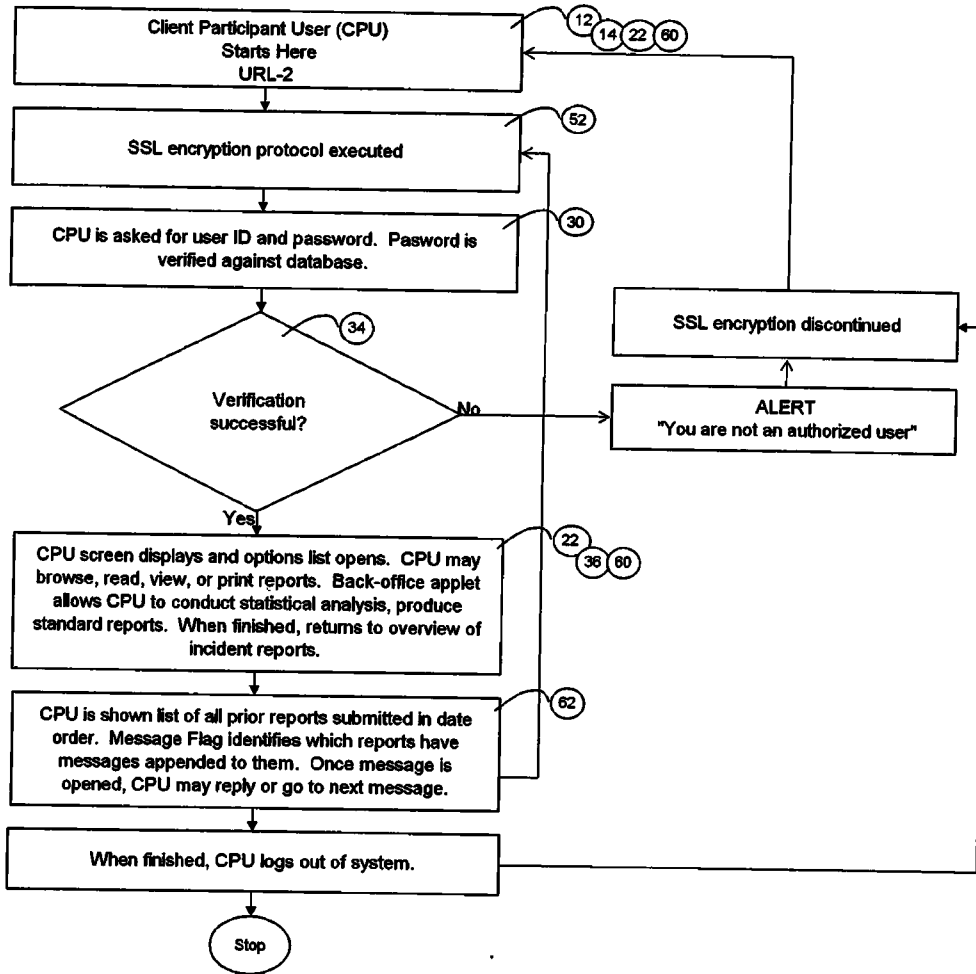 Client Participant User (CPU)
Starts Here
URL-2
12
14
22
60
SSL encryption protocol executed
52
CPU is asked for user ID and password. Pasword is
verified against database.
30
Verification
successful?
34
No
Yes
SSL encryption discontinued
ALERT
"You are not an authorized user"
CPU screen displays and options list opens. CPU may
browse, read, view, or print reports. Back-office applet
allows CPU to conduct statistical analysis, produce
standard reports. When finished, returns to overview of
incident reports.
22
36
60
CPU is shown list of all prior reports submitted in date
order. Message Flag identifies which reports have
messages appended to them. Once message is
opened, CPU may reply or go to next message.
62
When finished, CPU logs out of system.
Stop